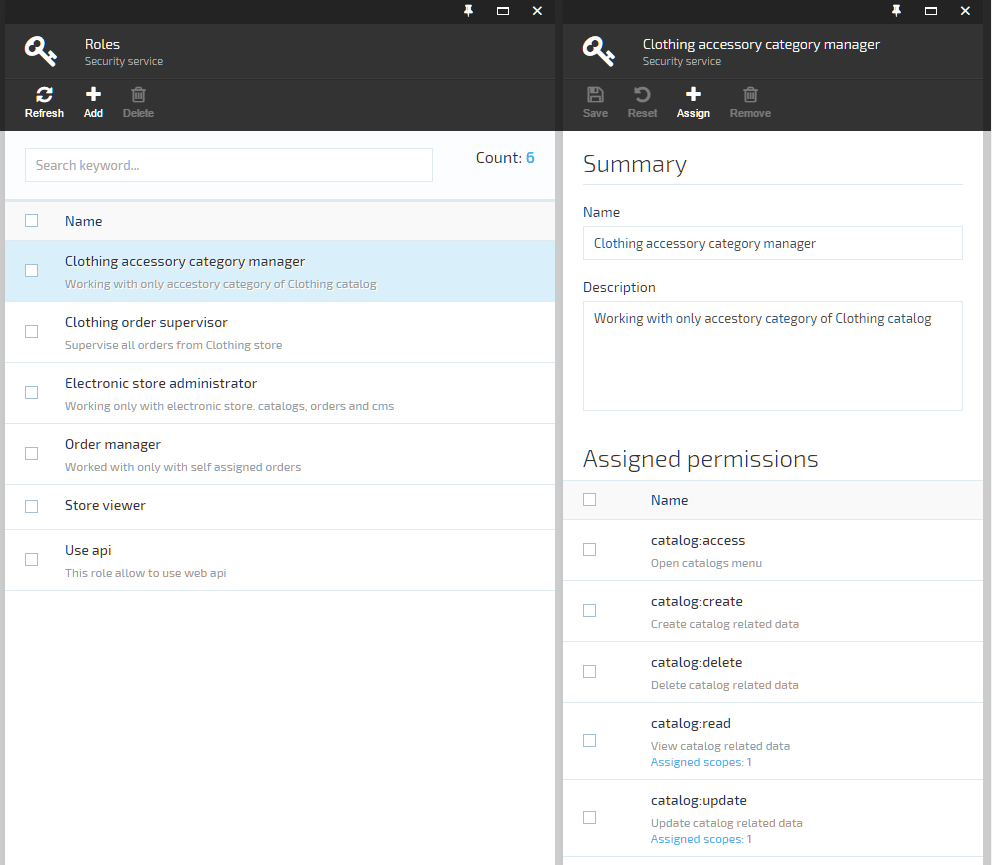 Roles
Security service
Refresh
Add
Delete
Search keyword...
Count: 6
Name
Clothing accessory category manager
Working with only accestory category of Clothing catalog
Clothing order supervisor
Supervise all orders from Clothing store
Electronic store administrator
Working only with electronic store. catalogs, orders and cms
Order manager
Worked with only with self assigned orders
Store viewer
Use api
This role allow to use web api
Clothing accessory category manager
Security service
Save
Reset
Assign
Remove
Summary
Name
Clothing accessory category manager
Description
Working with only accestory category of Clothing catalog
Assigned permissions
Name
catalog:access
Open catalogs menu
catalog:create
Create catalog related data
catalog:delete
Delete catalog related data
catalog:read
View catalog related data
Assigned scopes: 1
catalog:update
Update catalog related data
Assigned scopes: 1